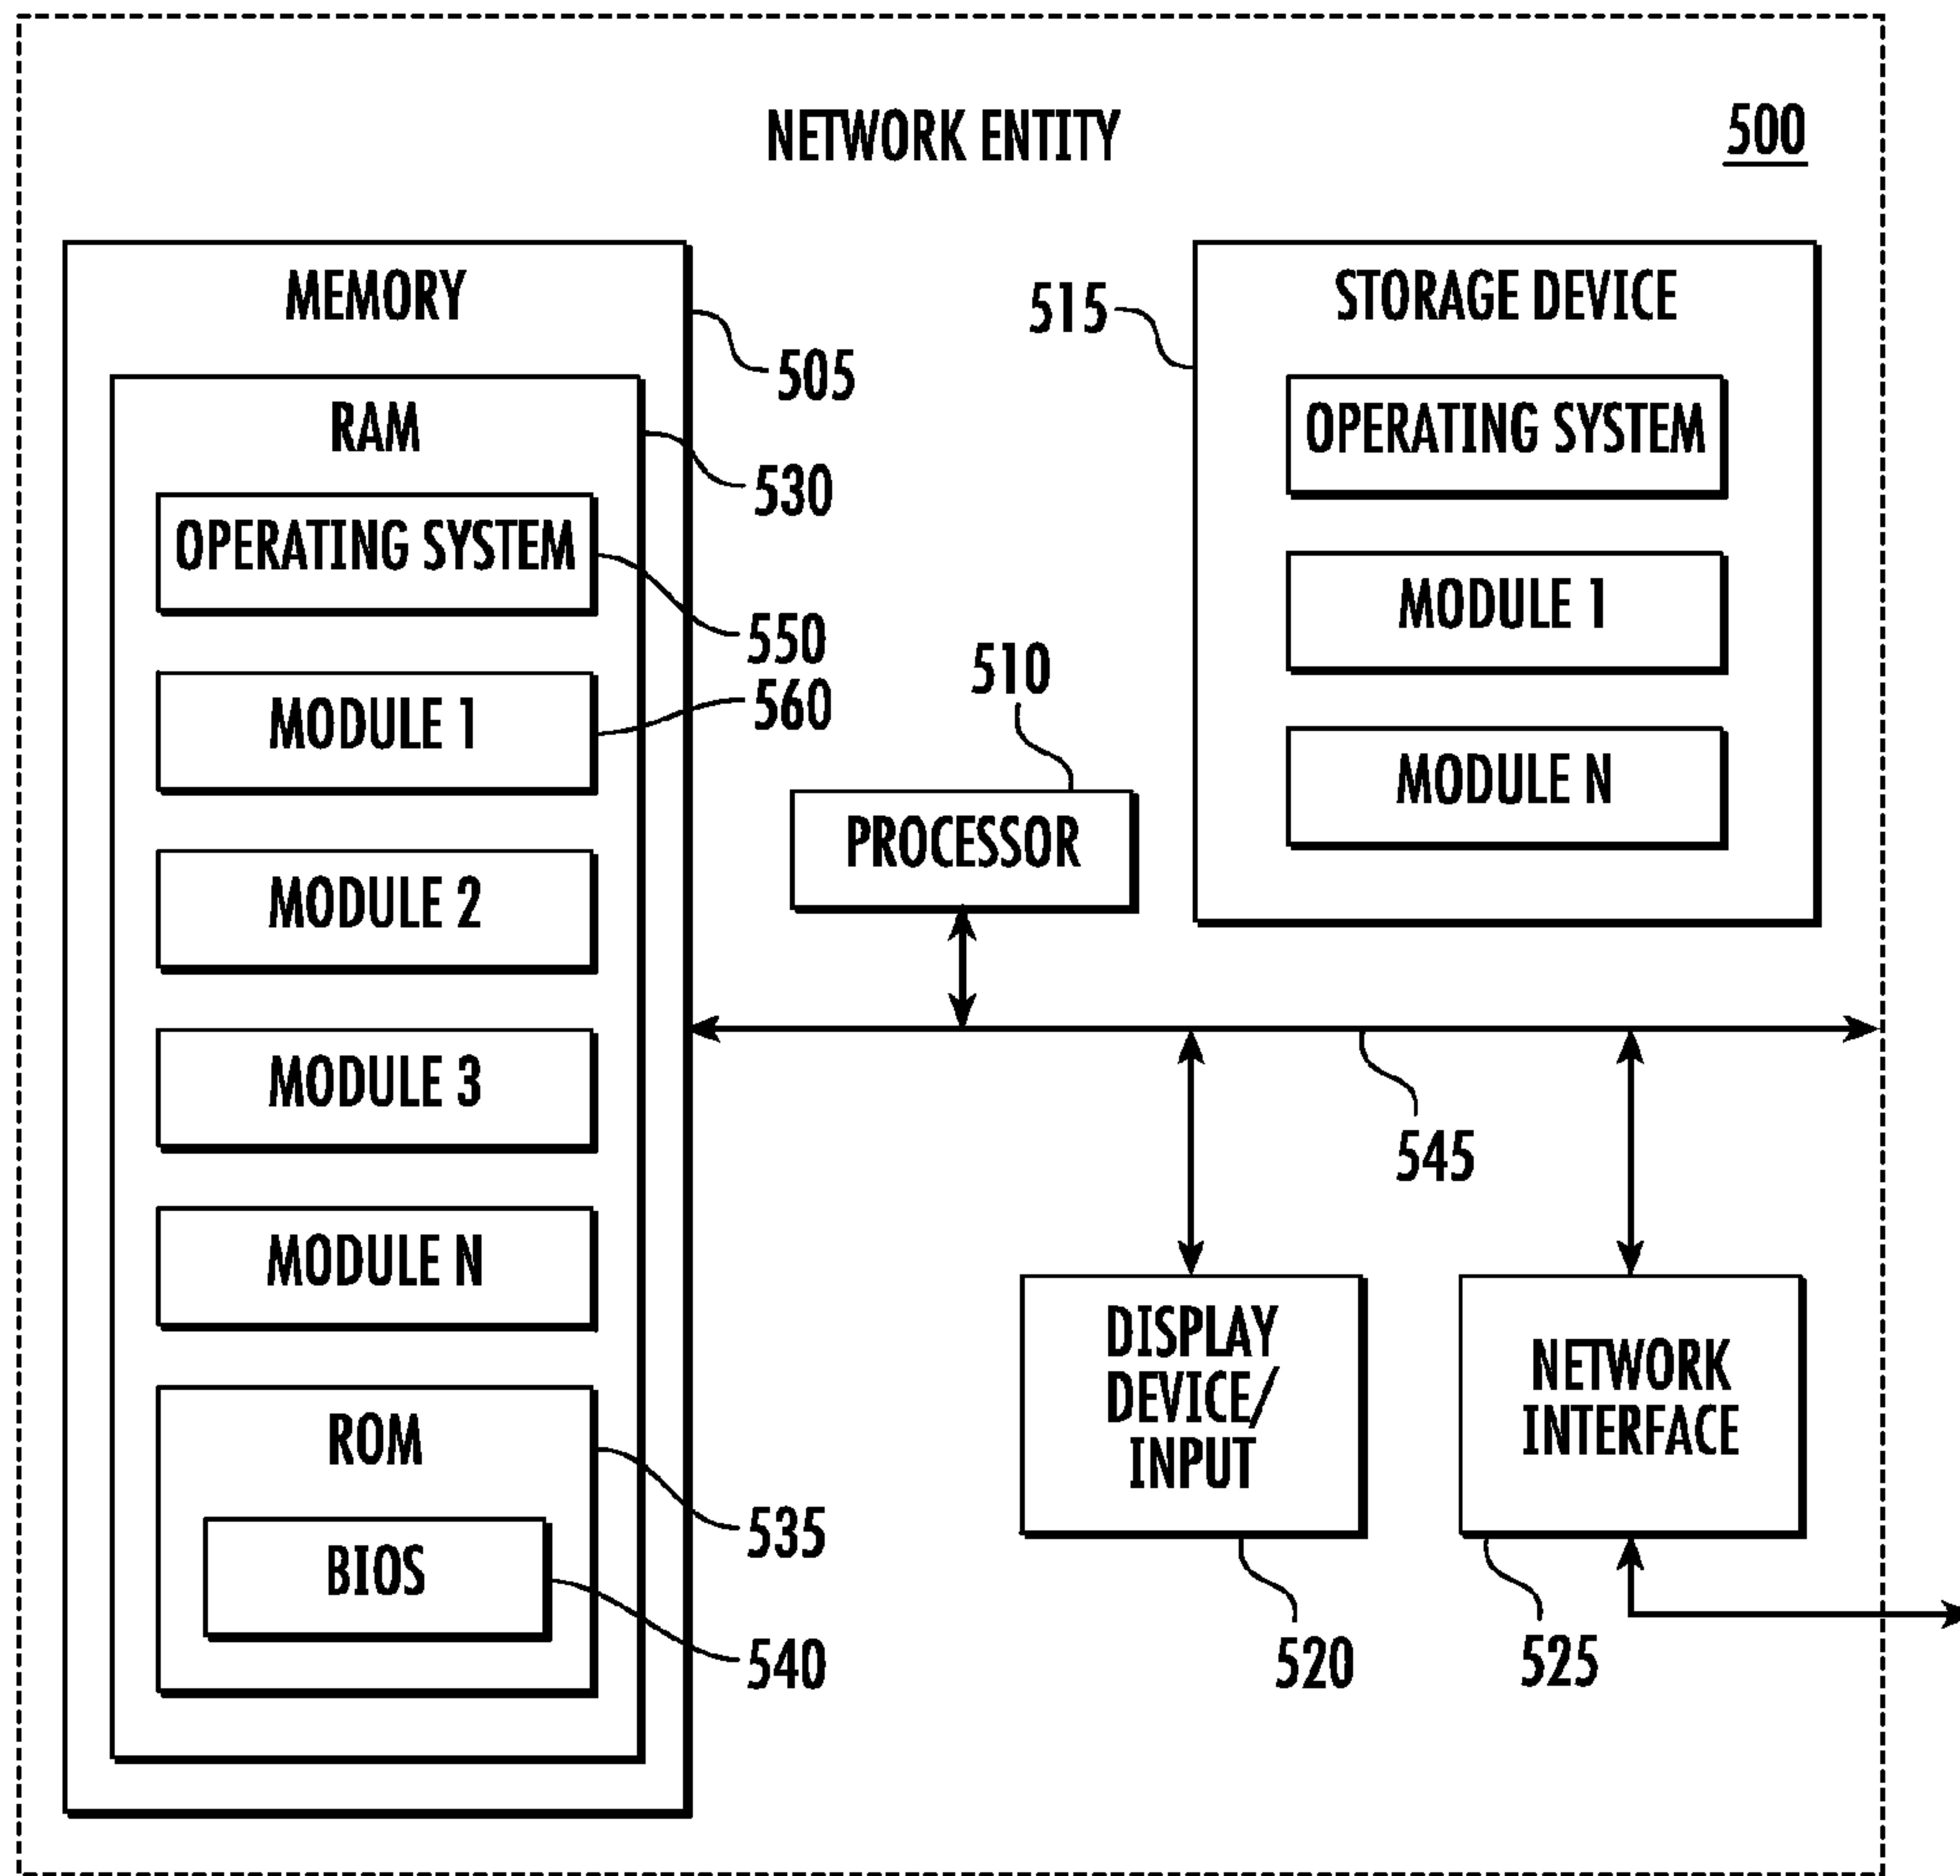 NETWORK ENTITY
500
MEMORY
505
RAM
530
OPERATING SYSTEM
550
MODULE 1
560
MODULE 2
MODULE 3
MODULE N
ROM
535
BIOS
540
515
STORAGE DEVICE
OPERATING SYSTEM
MODULE 1
MODULE N
510
PROCESSOR
545
DISPLAY
DEVICE/
INPUT
520
NETWORK
INTERFACE
525